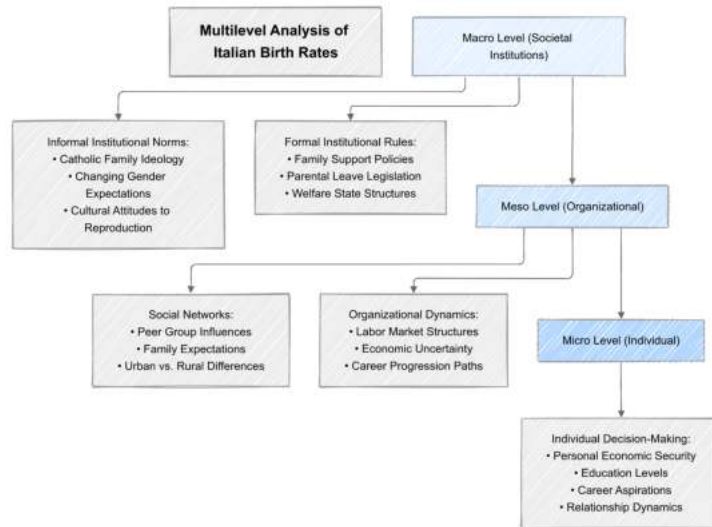 Multilevel Analysis of
Italian Birth Rates
Macro Level (Societal
Institutions)
Informal Institutional Norms:
• Catholic Family Ideology
• Changing Gender
Expectations
• Cultural Attitudes to
Reproduction
Formal Institutional Rules:
• Family Support Policies
• Parental Leave Legislation
• Welfare State Structures
Meso Level (Organizational)
Social Networks:
• Peer Group Influences
• Family Expectations
• Urban vs. Rural Differences
Organizational Dynamics:
• Labor Market Structures
• Economic Uncertainty
• Career Progression Paths
Micro Level (Individual)
Individual Decision-Making:
• Personal Economic Security
• Education Levels
• Career Aspirations
• Relationship Dynamics